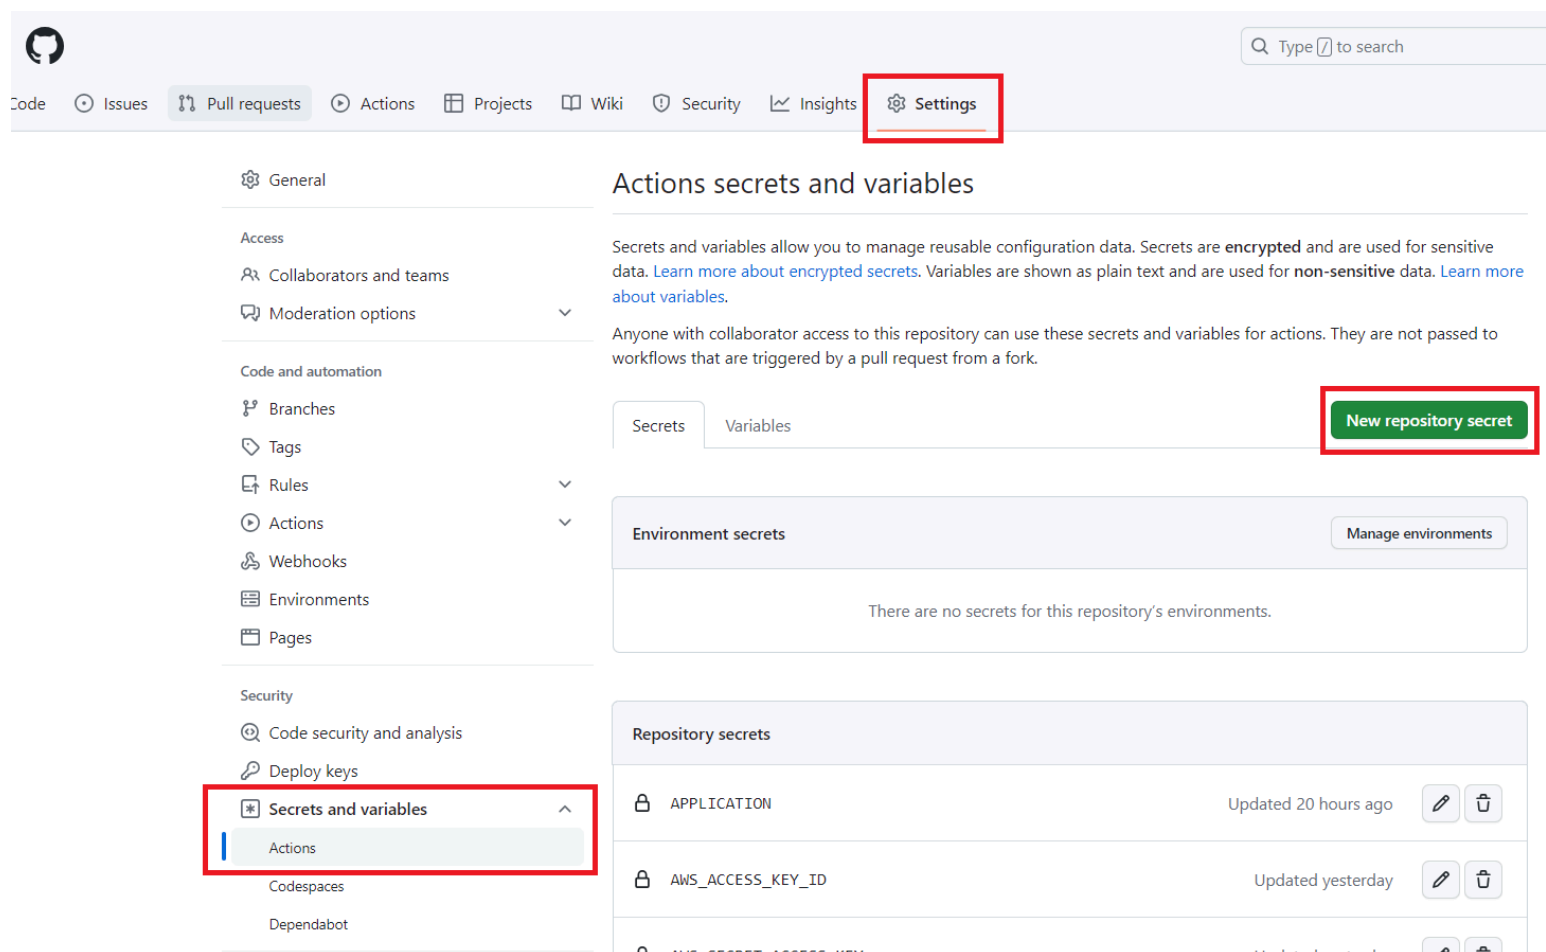 Type / to search
Code
Issues
Pull requests
Actions
Projects
Wiki
Security
Insights
Settings
General
Access
Collaborators and teams
Moderation options
Code and automation
Branches
Tags
Rules
Actions
Webhooks
Environments
Pages
Security
Code security and analysis
Deploy keys
Secrets and variables
Actions
Codespaces
Dependabot
Actions secrets and variables
Secrets and variables allow you to manage reusable configuration data. Secrets are encrypted and are used for sensitive
data. Learn more about encrypted secrets. Variables are shown as plain text and are used for non-sensitive data. Learn more
about variables.
Anyone with collaborator access to this repository can use these secrets and variables for actions. They are not passed to
workflows that are triggered by a pull request from a fork.
Secrets
Variables
New repository secret
Environment secrets
Manage environments
There are no secrets for this repository's environments.
Repository secrets
APPLICATION
Updated 20 hours ago
AWS_ACCESS_KEY_ID
Updated yesterday